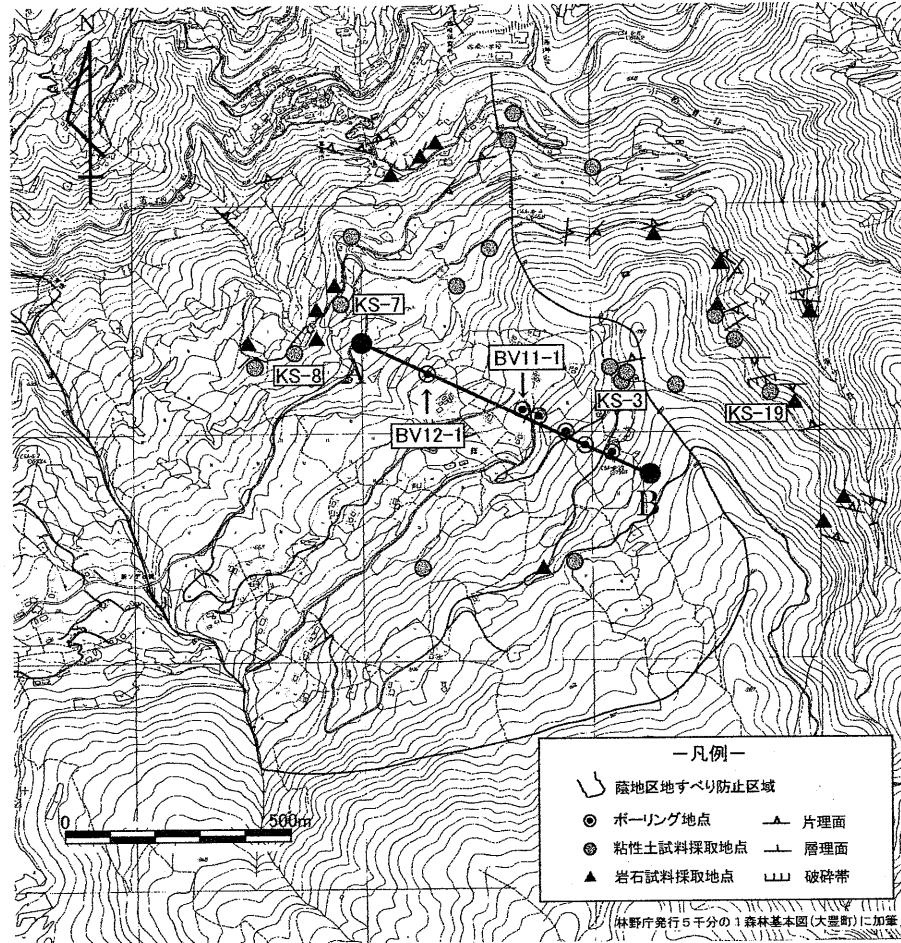 N
KS-7
KS-8
A
BV11-1
BV12-1
KS-3
KS-19
B
0 500m
-凡例-
蔭地区地すべり防止区域
ボーリング地点
片理面
粘性土試料採取地点
層理面
岩石試料採取地点
破砕帯
林野庁発行5千分の1森林基本図(大豊町)に加筆